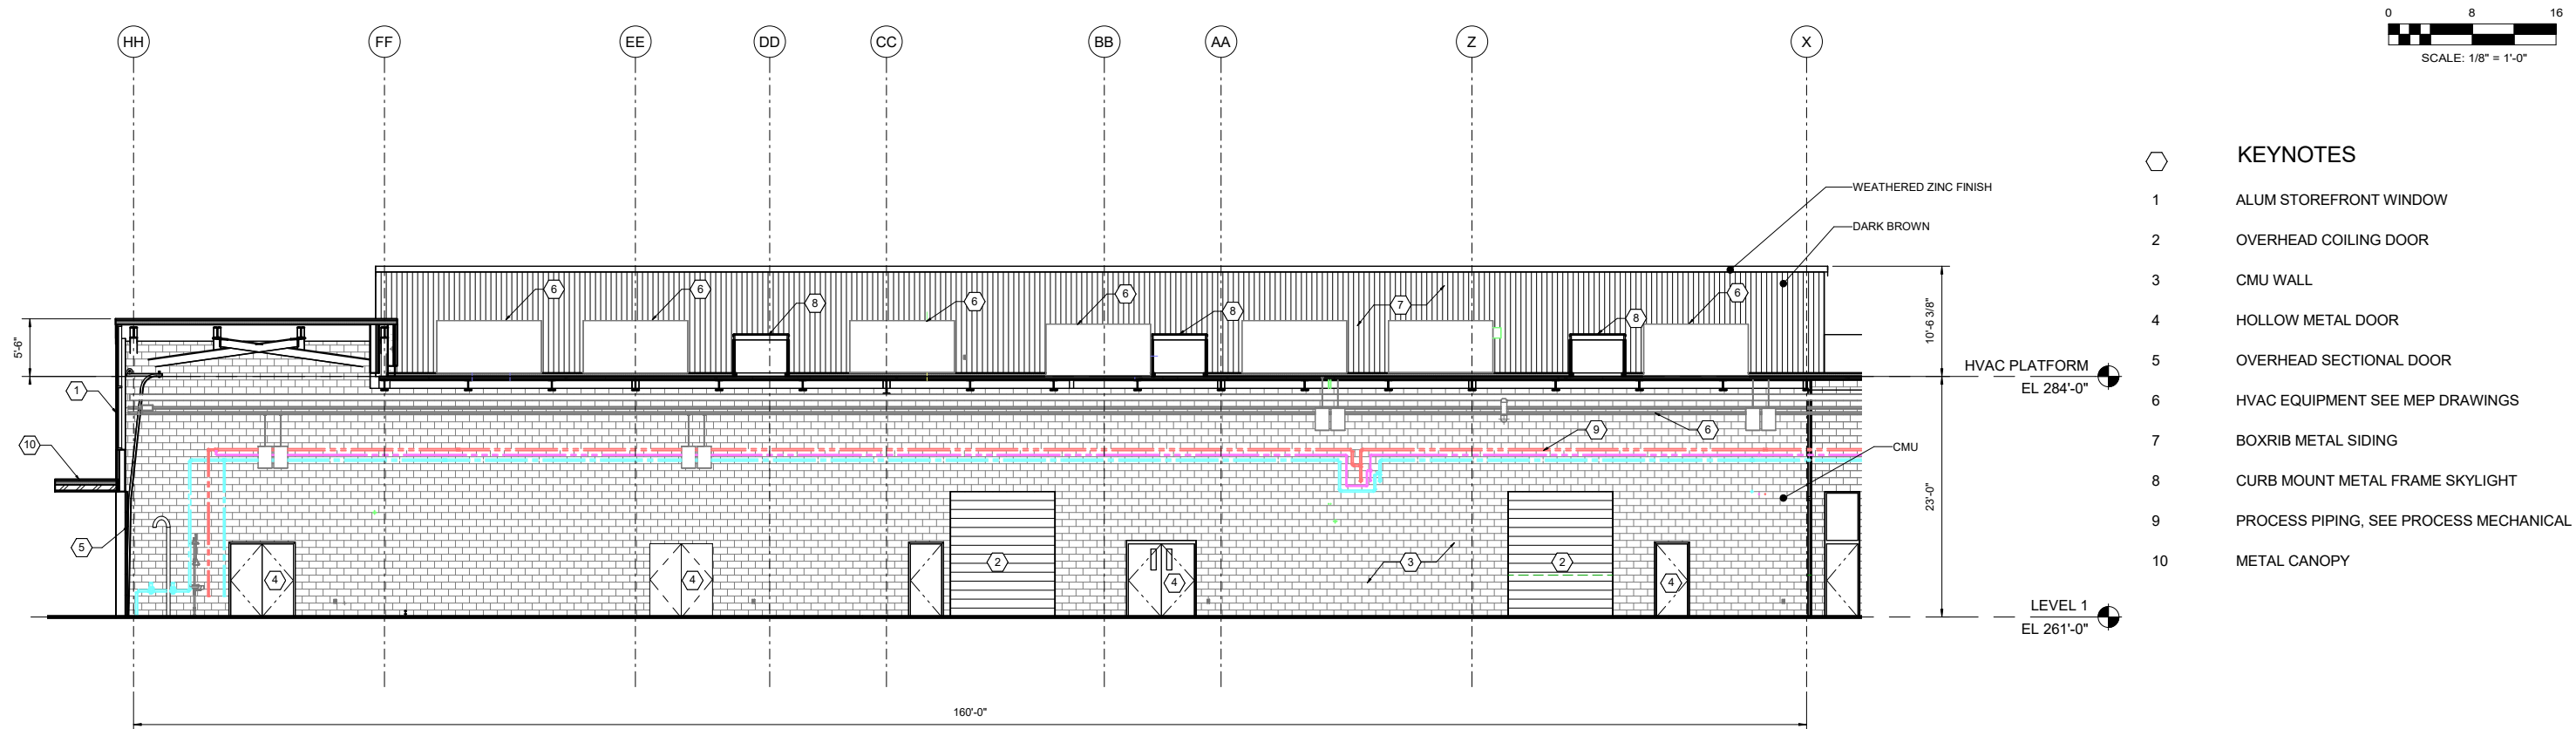 0 8 16
SCALE: 1/8" = 1'-0"
HH FF EE DD CC BB AA Z X
KEYNOTES
1 ALUM STOREFRONT WINDOW
2 OVERHEAD COILING DOOR
3 CMU WALL
4 HOLLOW METAL DOOR
5 OVERHEAD SECTIONAL DOOR
6 HVAC EQUIPMENT SEE MEP DRAWINGS
7 BOXRIB METAL SIDING
8 CURB MOUNT METAL FRAME SKYLIGHT
9 PROCESS PIPING, SEE PROCESS MECHANICAL
10 METAL CANOPY
WEATHERED ZINC FINISH
DARK BROWN
6 6 8 6 6 8 7 8 6
5'-6"
10'-6 3/8"
HVAC PLATFORM
EL 284'-0"
1
10
9 6
CMU
23'-0"
5
4 4 2 4 3 2 4
LEVEL 1
EL 261'-0"
160'-0"